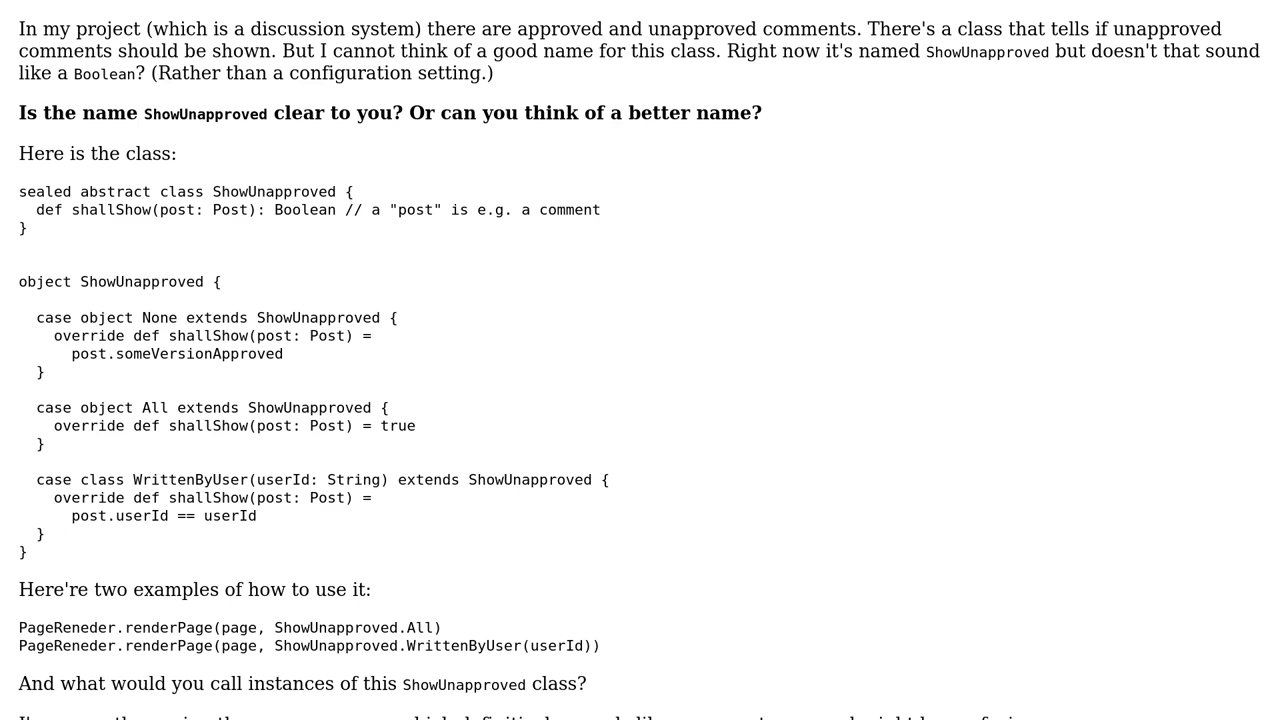 In my project (which is a discussion system) there are approved and unapproved comments. There's a class that tells if unapproved
comments should be shown. But I cannot think of a good name for this class. Right now it's named ShowUnapproved but doesn't that sound
like a Boolean? (Rather than a configuration setting.)
Is the name ShowUnapproved clear to you? Or can you think of a better name?
Here is the class:
sealed abstract class ShowUnapproved {
  def shallShow(post: Post): Boolean // a "post" is e.g. a comment
}
object ShowUnapproved {
  case object None extends ShowUnapproved {
    override def shallShow(post: Post) =
      post.someVersionApproved
  }
  case object All extends ShowUnapproved {
    override def shallShow(post: Post) = true
  }
  case class WrittenByUser(userId: String) extends ShowUnapproved {
    override def shallShow(post: Post) =
      post.userId == userId
  }
}
Here're two examples of how to use it:
PageReneder.renderPage(page, ShowUnapproved.All)
PageReneder.renderPage(page, ShowUnapproved.WrittenByUser(userId))
And what would you call instances of this ShowUnapproved class?